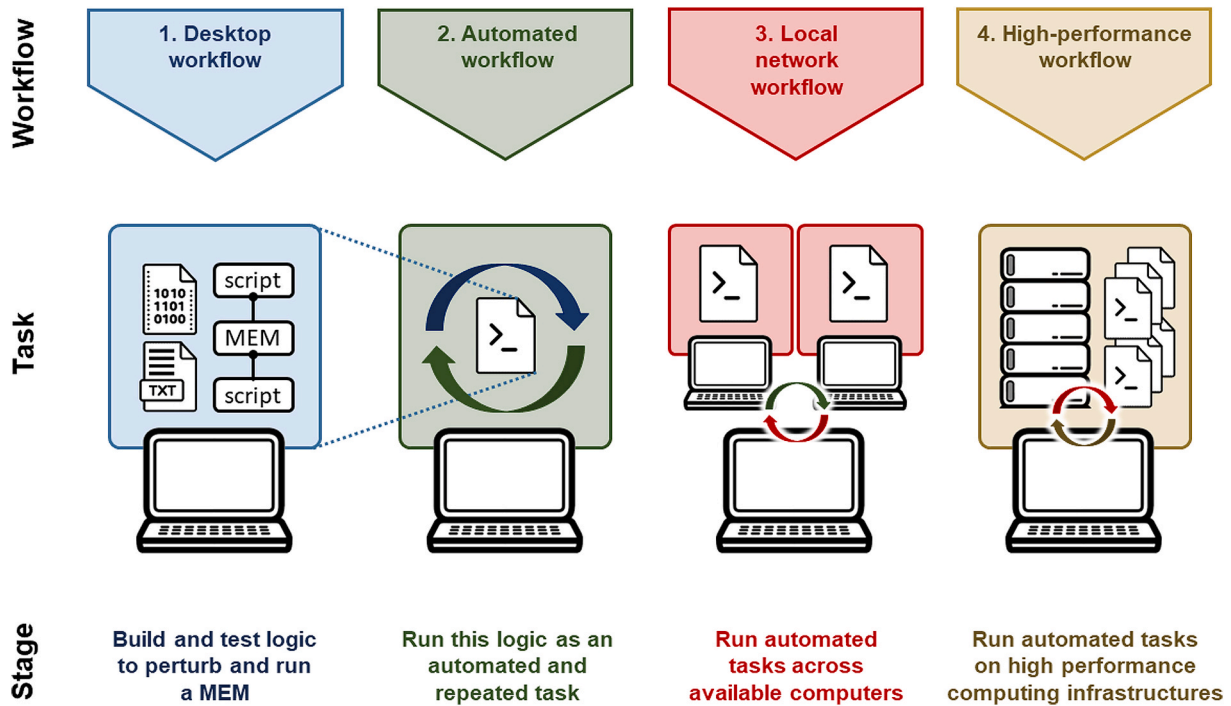 Workflow
1. Desktop
workflow
2. Automated
workflow
3. Local
network
workflow
4. High-performance
workflow
Task
1010
1101
0100
TXT
script
MEM
script
>_
>_
>_
>_
>_
Stage
Build and test logic
to perturb and run
a MEM
Run this logic as an
automated and
repeated task
Run automated
tasks across
available computers
Run automated tasks
on high performance
computing infrastructures